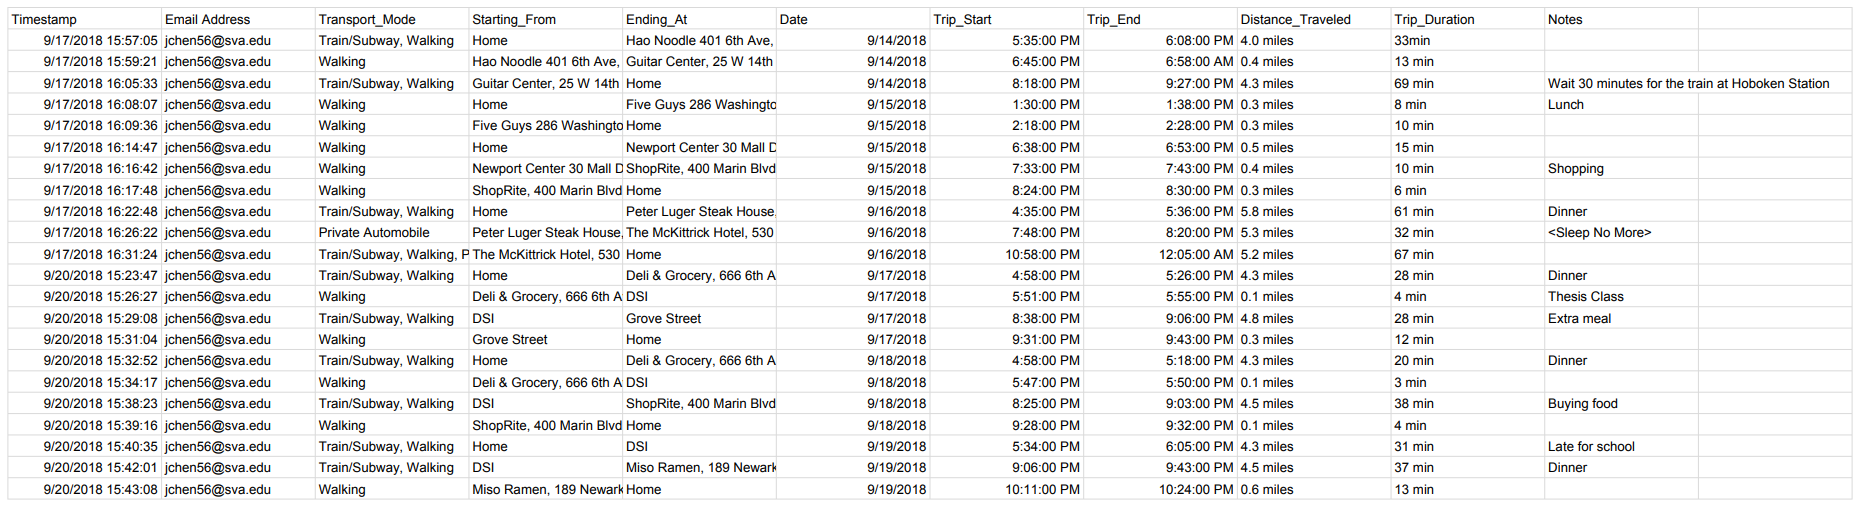 Timestamp Email Address Transport_Mode Starting_From Ending_At Date Trip_Start Trip_End Distance_Traveled Trip_Duration Notes
9/17/2018 15:57:05 jchen56@sva.edu Train/Subway, Walking Home Hao Noodle 401 6th Ave, 9/14/2018 5:35:00 PM 6:08:00 PM 4.0 miles 33min
9/17/2018 15:59:21 jchen56@sva.edu Walking Hao Noodle 401 6th Ave, Guitar Center, 25 W 14th 9/14/2018 6:45:00 PM 6:58:00 AM 0.4 miles 13 min
9/17/2018 16:05:33 jchen56@sva.edu Train/Subway, Walking Guitar Center, 25 W 14th Home 9/14/2018 8:18:00 PM 9:27:00 PM 4.3 miles 69 min Wait 30 minutes for the train at Hoboken Station
9/17/2018 16:08:07 jchen56@sva.edu Walking Home Five Guys 286 Washingto 9/15/2018 1:30:00 PM 1:38:00 PM 0.3 miles 8 min Lunch
9/17/2018 16:09:36 jchen56@sva.edu Walking Five Guys 286 Washingto Home 9/15/2018 2:18:00 PM 2:28:00 PM 0.3 miles 10 min
9/17/2018 16:14:47 jchen56@sva.edu Walking Home Newport Center 30 Mall D 9/15/2018 6:38:00 PM 6:53:00 PM 0.5 miles 15 min
9/17/2018 16:16:42 jchen56@sva.edu Walking Newport Center 30 Mall D ShopRite, 400 Marin Blvd 9/15/2018 7:33:00 PM 7:43:00 PM 0.4 miles 10 min Shopping
9/17/2018 16:17:48 jchen56@sva.edu Walking ShopRite, 400 Marin Blvd Home 9/15/2018 8:24:00 PM 8:30:00 PM 0.3 miles 6 min
9/17/2018 16:22:48 jchen56@sva.edu Train/Subway, Walking Home Peter Luger Steak House, 9/16/2018 4:35:00 PM 5:36:00 PM 5.8 miles 61 min Dinner
9/17/2018 16:26:22 jchen56@sva.edu Private Automobile Peter Luger Steak House, The McKittrick Hotel, 530 9/16/2018 7:48:00 PM 8:20:00 PM 5.3 miles 32 min <Sleep No More>
9/17/2018 16:31:24 jchen56@sva.edu Train/Subway, Walking, P The McKittrick Hotel, 530 Home 9/16/2018 10:58:00 PM 12:05:00 AM 5.2 miles 67 min
9/20/2018 15:23:47 jchen56@sva.edu Train/Subway, Walking Home Deli & Grocery, 666 6th A 9/17/2018 4:58:00 PM 5:26:00 PM 4.3 miles 28 min Dinner
9/20/2018 15:26:27 jchen56@sva.edu Walking Deli & Grocery, 666 6th A DSI 9/17/2018 5:51:00 PM 5:55:00 PM 0.1 miles 4 min Thesis Class
9/20/2018 15:29:08 jchen56@sva.edu Train/Subway, Walking DSI Grove Street 9/17/2018 8:38:00 PM 9:06:00 PM 4.8 miles 28 min Extra meal
9/20/2018 15:31:04 jchen56@sva.edu Walking Grove Street Home 9/17/2018 9:31:00 PM 9:43:00 PM 0.3 miles 12 min
9/20/2018 15:32:52 jchen56@sva.edu Train/Subway, Walking Home Deli & Grocery, 666 6th A 9/18/2018 4:58:00 PM 5:18:00 PM 4.3 miles 20 min Dinner
9/20/2018 15:34:17 jchen56@sva.edu Walking Deli & Grocery, 666 6th A DSI 9/18/2018 5:47:00 PM 5:50:00 PM 0.1 miles 3 min
9/20/2018 15:38:23 jchen56@sva.edu Train/Subway, Walking DSI ShopRite, 400 Marin Blvd 9/18/2018 8:25:00 PM 9:03:00 PM 4.5 miles 38 min Buying food
9/20/2018 15:39:16 jchen56@sva.edu Walking ShopRite, 400 Marin Blvd Home 9/18/2018 9:28:00 PM 9:32:00 PM 0.1 miles 4 min
9/20/2018 15:40:35 jchen56@sva.edu Train/Subway, Walking Home DSI 9/19/2018 5:34:00 PM 6:05:00 PM 4.3 miles 31 min Late for school
9/20/2018 15:42:01 jchen56@sva.edu Train/Subway, Walking DSI Miso Ramen, 189 Newark 9/19/2018 9:06:00 PM 9:43:00 PM 4.5 miles 37 min Dinner
9/20/2018 15:43:08 jchen56@sva.edu Walking Miso Ramen, 189 Newark Home 9/19/2018 10:11:00 PM 10:24:00 PM 0.6 miles 13 min